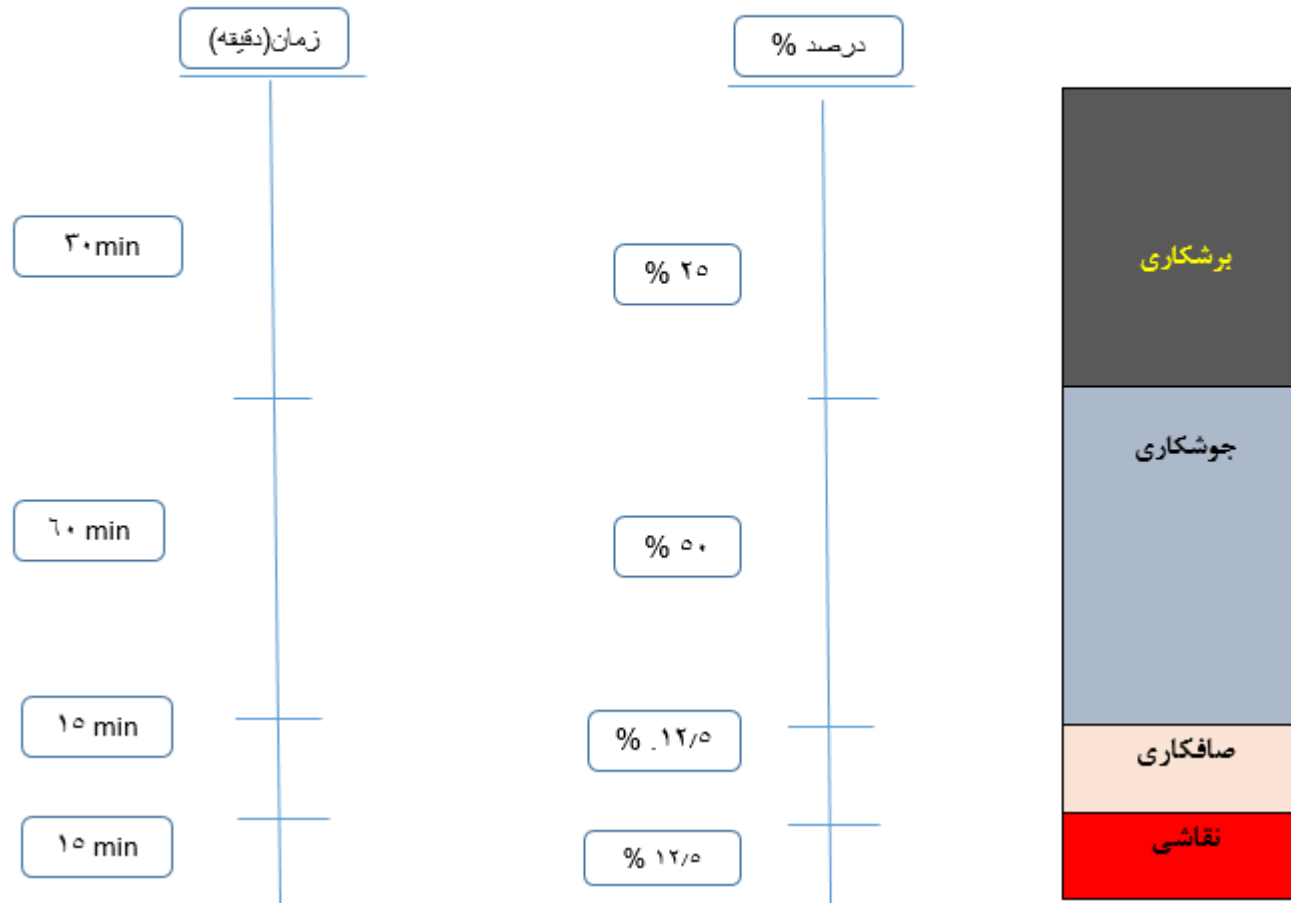 زمان(دقیقه)
درصد %
۳۰min
% ۲۵
برشکاری
جوشکاری
٦۰ min
% ۵۰
۱۵ min
% .۱۲/۵
صافکاری
۱۵ min
% ۱۲/۵
نقاشی